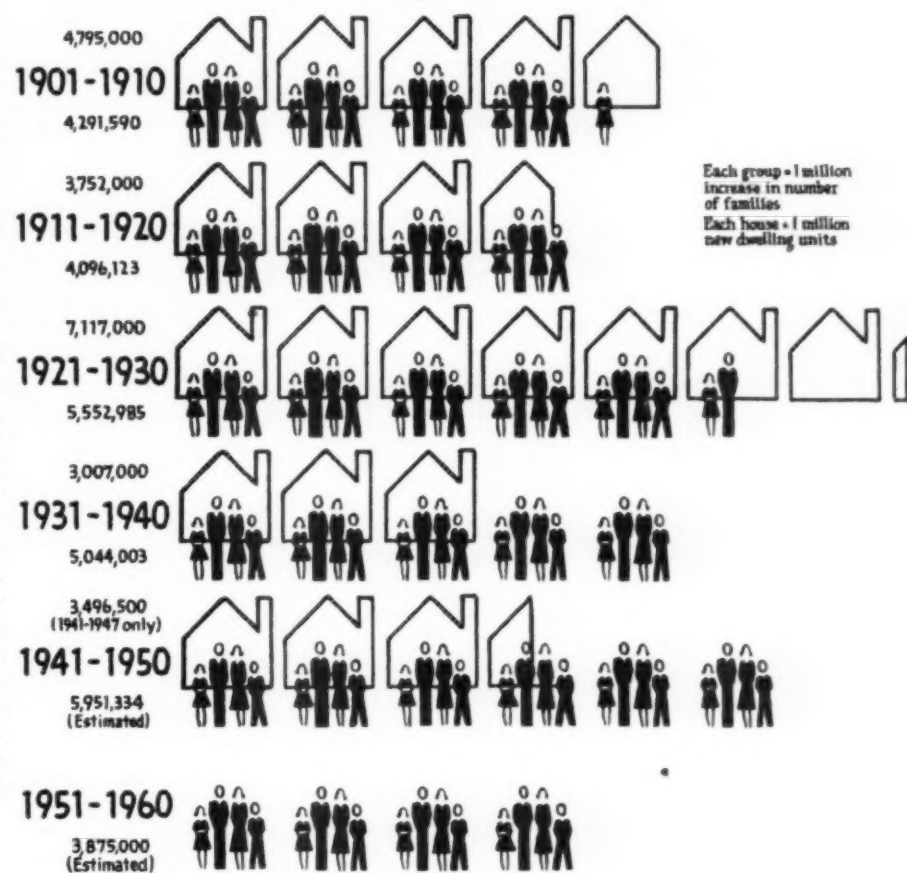 4,795,000
1901-1910
4,291,590
3,752,000
1911-1920
4,096,123
Each group = 1 million
increase in number
of families
Each house = 1 million
new dwelling units
7,117,000
1921-1930
5,552,985
3,007,000
1931-1940
5,044,003
3,496,500
(1941-1947 only)
1941-1950
5,951,334
(Estimated)
1951-1960
3,875,000
(Estimated)